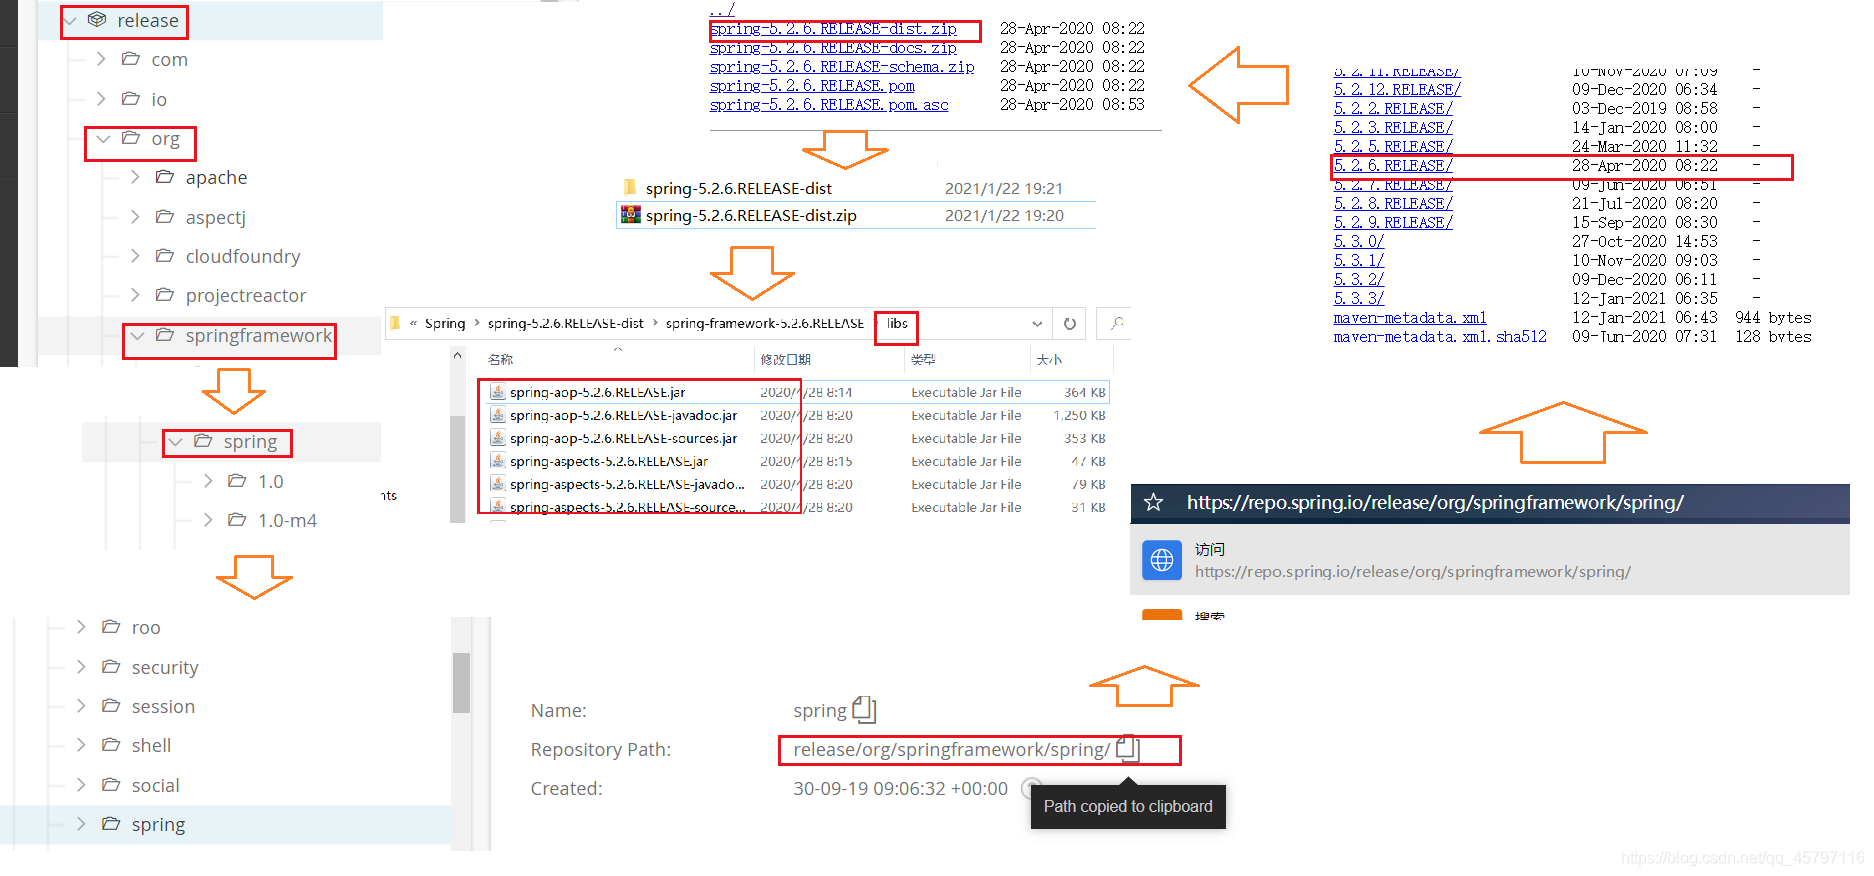 release
com
io
org
apache
aspectj
cloudfoundry
projectreactor
springframework
spring
1.0
1.0-m4
nts
roo
security
session
shell
social
spring
../
spring-5.2.6.RELEASE-dist.zip 28-Apr-2020 08:22
spring-5.2.6.RELEASE-docs.zip 28-Apr-2020 08:22
spring-5.2.6.RELEASE-schema.zip 28-Apr-2020 08:22
spring-5.2.6.RELEASE.pom 28-Apr-2020 08:22
spring-5.2.6.RELEASE.pom.asc 28-Apr-2020 08:53
spring-5.2.6.RELEASE-dist 2021/1/22 19:21
spring-5.2.6.RELEASE-dist.zip 2021/1/22 19:20
« Spring › spring-5.2.6.RELEASE-dist › spring-framework-5.2.6.RELEASE › libs
名称 修改日期 类型 大小
spring-aop-5.2.6.RELEASE.jar 2020/4/28 8:14 Executable Jar File 364 KB
spring-aop-5.2.6.RELEASE-javadoc.jar 2020/4/28 8:20 Executable Jar File 1,250 KB
spring-aop-5.2.6.RELEASE-sources.jar 2020/4/28 8:20 Executable Jar File 353 KB
spring-aspects-5.2.6.RELEASE.jar 2020/4/28 8:15 Executable Jar File 47 KB
spring-aspects-5.2.6.RELEASE-javado... 2020/4/28 8:20 Executable Jar File 79 KB
spring-aspects-5.2.6.RELEASE-source... 2020/4/28 8:20 Executable Jar File 31 KB
Name: spring
Repository Path: release/org/springframework/spring/
Created: 30-09-19 09:06:32 +00:00
Path copied to clipboard
https://repo.spring.io/release/org/springframework/spring/
访问
https://repo.spring.io/release/org/springframework/spring/
搜索
5.2.11.RELEASE/ 10-Nov-2020 07:09 -
5.2.12.RELEASE/ 09-Dec-2020 06:34 -
5.2.2.RELEASE/ 03-Dec-2019 08:58 -
5.2.3.RELEASE/ 14-Jan-2020 08:00 -
5.2.5.RELEASE/ 24-Mar-2020 11:32 -
5.2.6.RELEASE/ 28-Apr-2020 08:22 -
5.2.7.RELEASE/ 09-Jun-2020 06:51 -
5.2.8.RELEASE/ 21-Jul-2020 08:20 -
5.2.9.RELEASE/ 15-Sep-2020 08:30 -
5.3.0/ 27-Oct-2020 14:53 -
5.3.1/ 10-Nov-2020 09:03 -
5.3.2/ 09-Dec-2020 06:11 -
5.3.3/ 12-Jan-2021 06:35 -
maven-metadata.xml 12-Jan-2021 06:43 944 bytes
maven-metadata.xml.sha512 09-Jun-2020 07:31 128 bytes
https://blog.csdn.net/qq_45797116